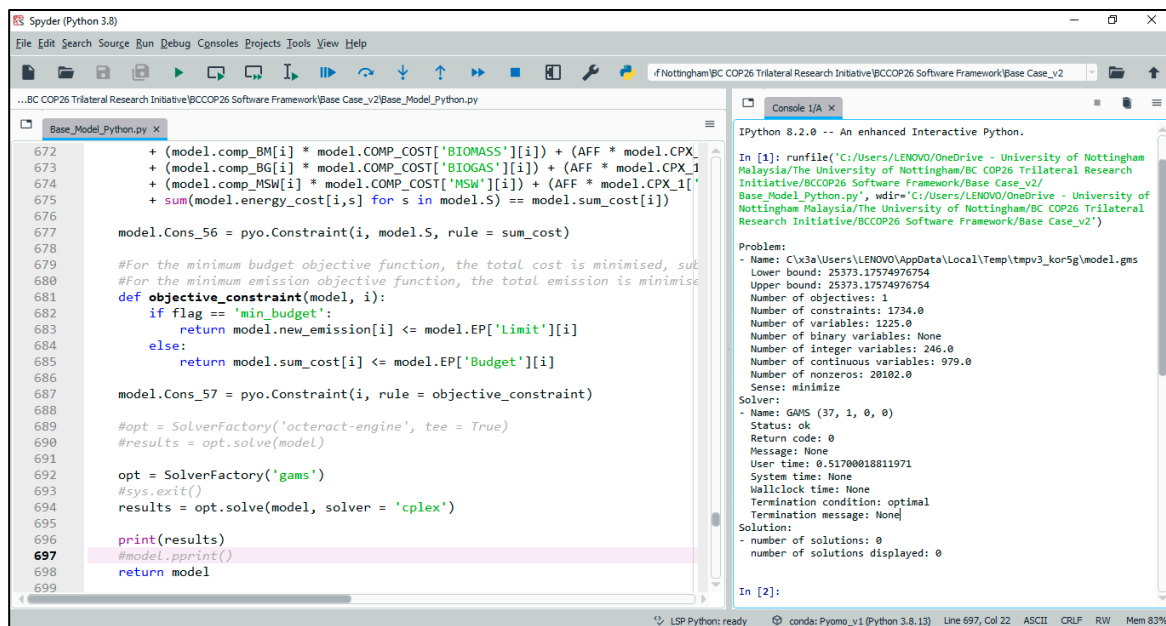 Spyder (Python 3.8)
File Edit Search Source Run Debug Consoles Projects Tools View Help
of Nottingham\BC COP26 Trilateral Research Initiative\BCCOP26 Software Framework\Base Case_v2
...BC COP26 Trilateral Research Initiative\BCCOP26 Software Framework\Base Case_v2\Base_Model_Python.py
Base_Model_Python.py
672 + (model.comp_BM[i] * model.COMP_COST['BIOMASS'][i]) + (AFF * model.CPX_
673 + (model.comp_BG[i] * model.COMP_COST['BIOGAS'][i]) + (AFF * model.CPX_1
674 + (model.comp_MSW[i] * model.COMP_COST['MSW'][i]) + (AFF * model.CPX_1['
675 + sum(model.energy_cost[i,s] for s in model.S) == model.sum_cost[i])
676
677 model.Cons_56 = pyo.Constraint(i, model.S, rule = sum_cost)
678
679 #For the minimum budget objective function, the total cost is minimised, sub
680 #For the minimum emission objective function, the total emission is minimise
681 def objective_constraint(model, i):
682 if flag == 'min_budget':
683 return model.new_emission[i] <= model.EP['Limit'][i]
684 else:
685 return model.sum_cost[i] <= model.EP['Budget'][i]
686
687 model.Cons_57 = pyo.Constraint(i, rule = objective_constraint)
688
689 #opt = SolverFactory('octeract-engine', tee = True)
690 #results = opt.solve(model)
691
692 opt = SolverFactory('gams')
693 #sys.exit()
694 results = opt.solve(model, solver = 'cplex')
695
696 print(results)
697 #model.pprint()
698 return model
699
Console 1/A
IPython 8.2.0 -- An enhanced Interactive Python.
In [1]: runfile('C:/Users/LENOVO/OneDrive - University of Nottingham
Malaysia/The University of Nottingham/BC COP26 Trilateral Research
Initiative/BCCOP26 Software Framework/Base Case_v2/
Base_Model_Python.py', wdir='C:/Users/LENOVO/OneDrive - University of
Nottingham Malaysia/The University of Nottingham/BC COP26 Trilateral
Research Initiative/BCCOP26 Software Framework/Base Case_v2')
Problem:
- Name: C\x3a\Users\LENOVO\AppData\Local\Temp\tmpv3_kor5g\model.gms
Lower bound: 25373.17574976754
Upper bound: 25373.17574976754
Number of objectives: 1
Number of constraints: 1734.0
Number of variables: 1225.0
Number of binary variables: None
Number of integer variables: 246.0
Number of continuous variables: 979.0
Number of nonzeros: 20102.0
Sense: minimize
Solver:
- Name: GAMS (37, 1, 0, 0)
Status: ok
Return code: 0
Message: None
User time: 0.51700018811971
System time: None
Wallclock time: None
Termination condition: optimal
Termination message: None
Solution:
- number of solutions: 0
number of solutions displayed: 0
In [2]:
LSP Python: ready conda: Pyomo_v1 (Python 3.8.13) Line 697, Col 22 ASCII CRLF RW Mem 83%